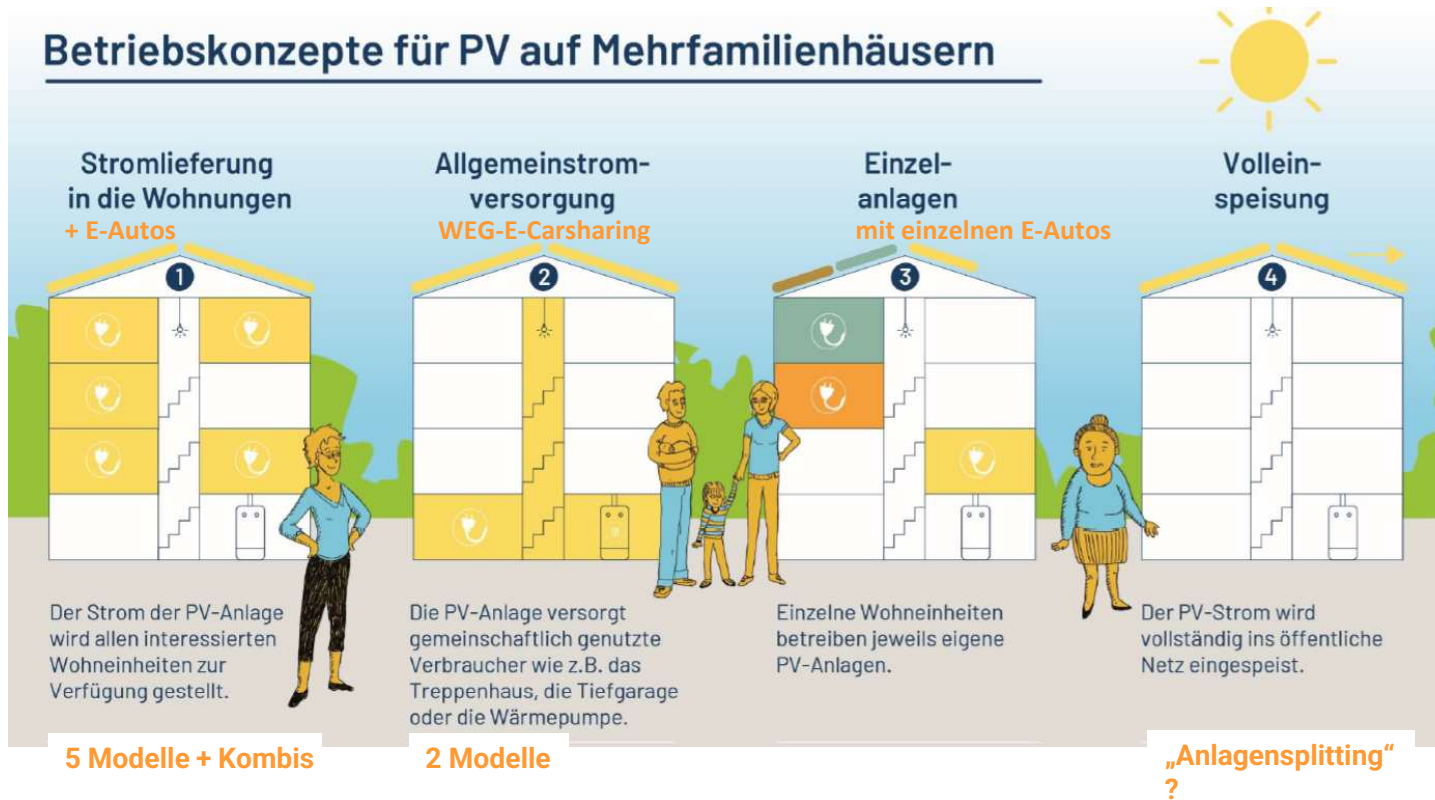 Betriebskonzepte für PV auf Mehrfamilienhäusern
Stromlieferung
in die Wohnungen
+ E-Autos
1
Der Strom der PV-Anlage
wird allen interessierten
Wohneinheiten zur
Verfügung gestellt.
5 Modelle + Kombis
Allgemeinstrom-
versorgung
WEG-E-Carsharing
2
Die PV-Anlage versorgt
gemeinschaftlich genutzte
Verbraucher wie z.B. das
Treppenhaus, die Tiefgarage
oder die Wärmepumpe.
2 Modelle
Einzel-
anlagen
mit einzelnen E-Autos
3
Einzelne Wohneinheiten
betreiben jeweils eigene
PV-Anlagen.
Vollein-
speisung
4
Der PV-Strom wird
vollständig ins öffentliche
Netz eingespeist.
„Anlagensplitting“
?